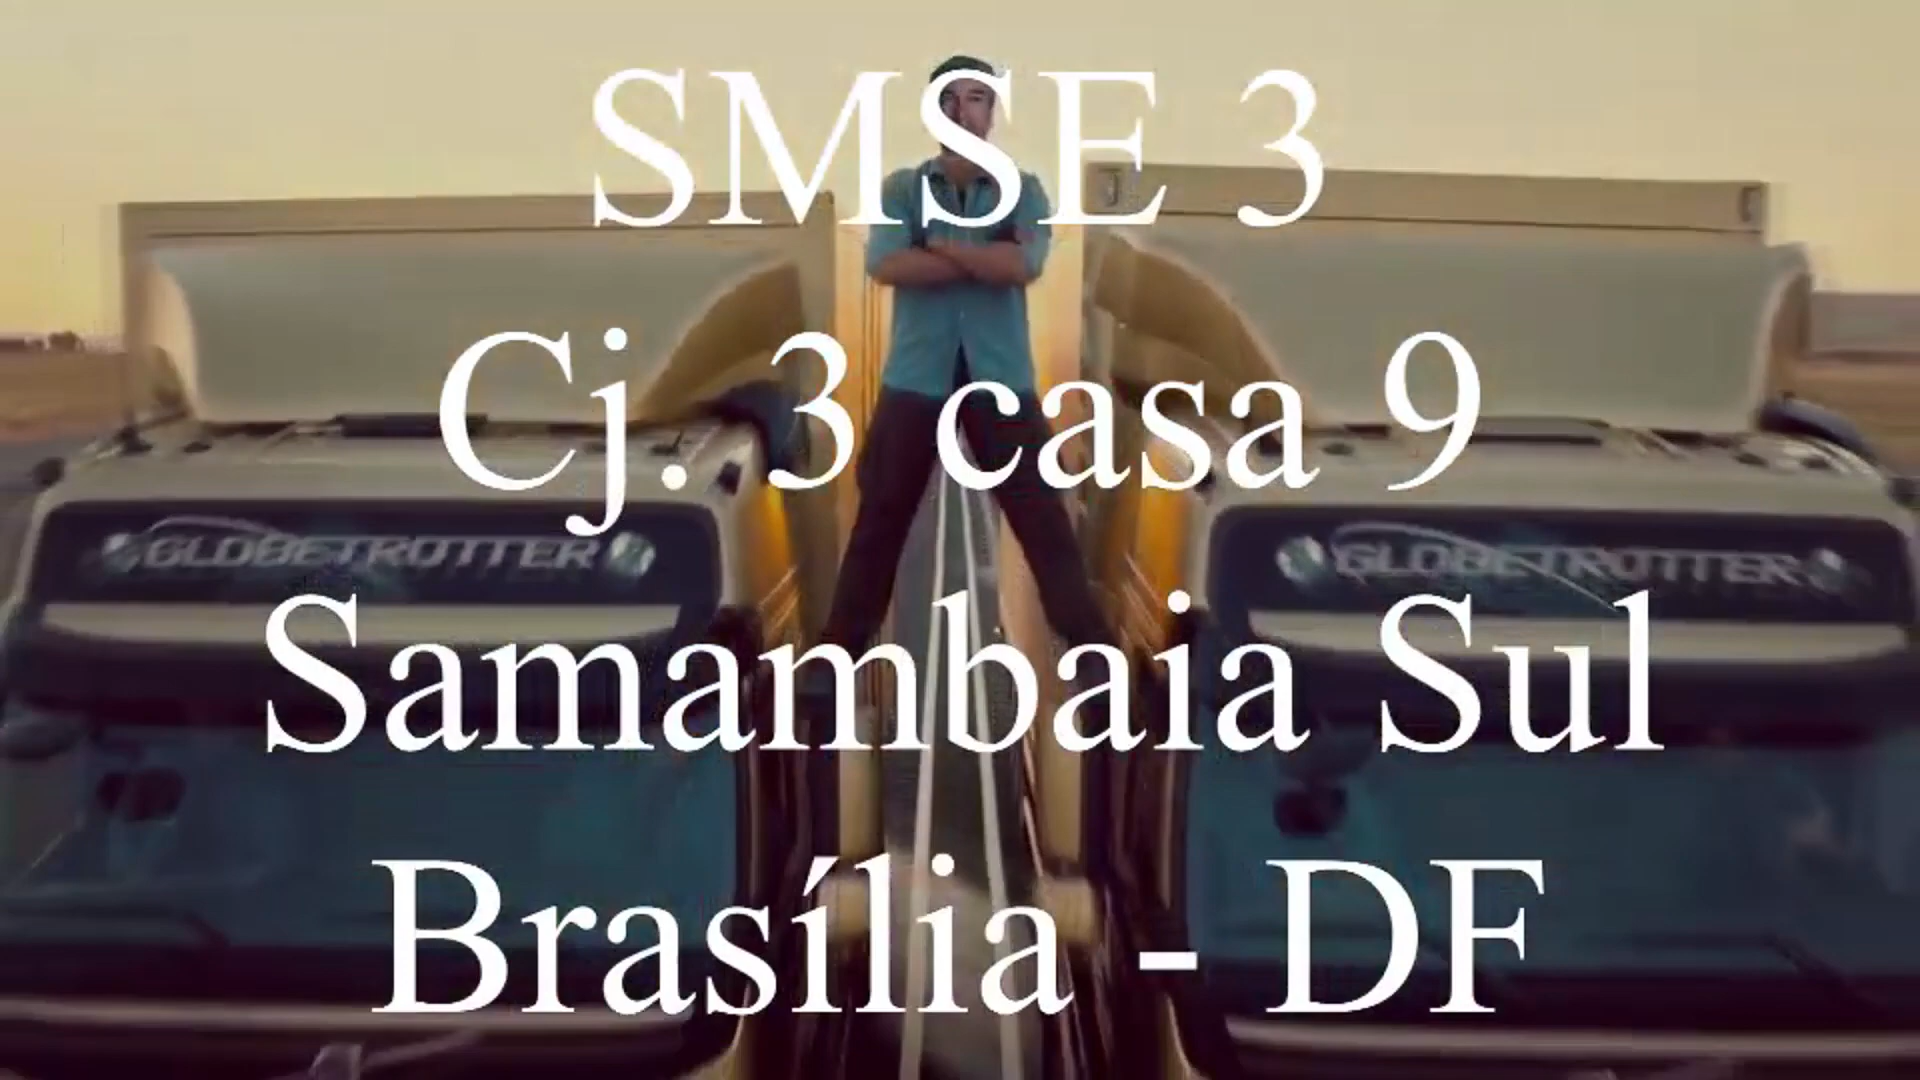 SMSE 3
Cj. 3 casa 9
GLOBETROTTER GLOBETROTTER
Samambaia Sul
Brasília - DF